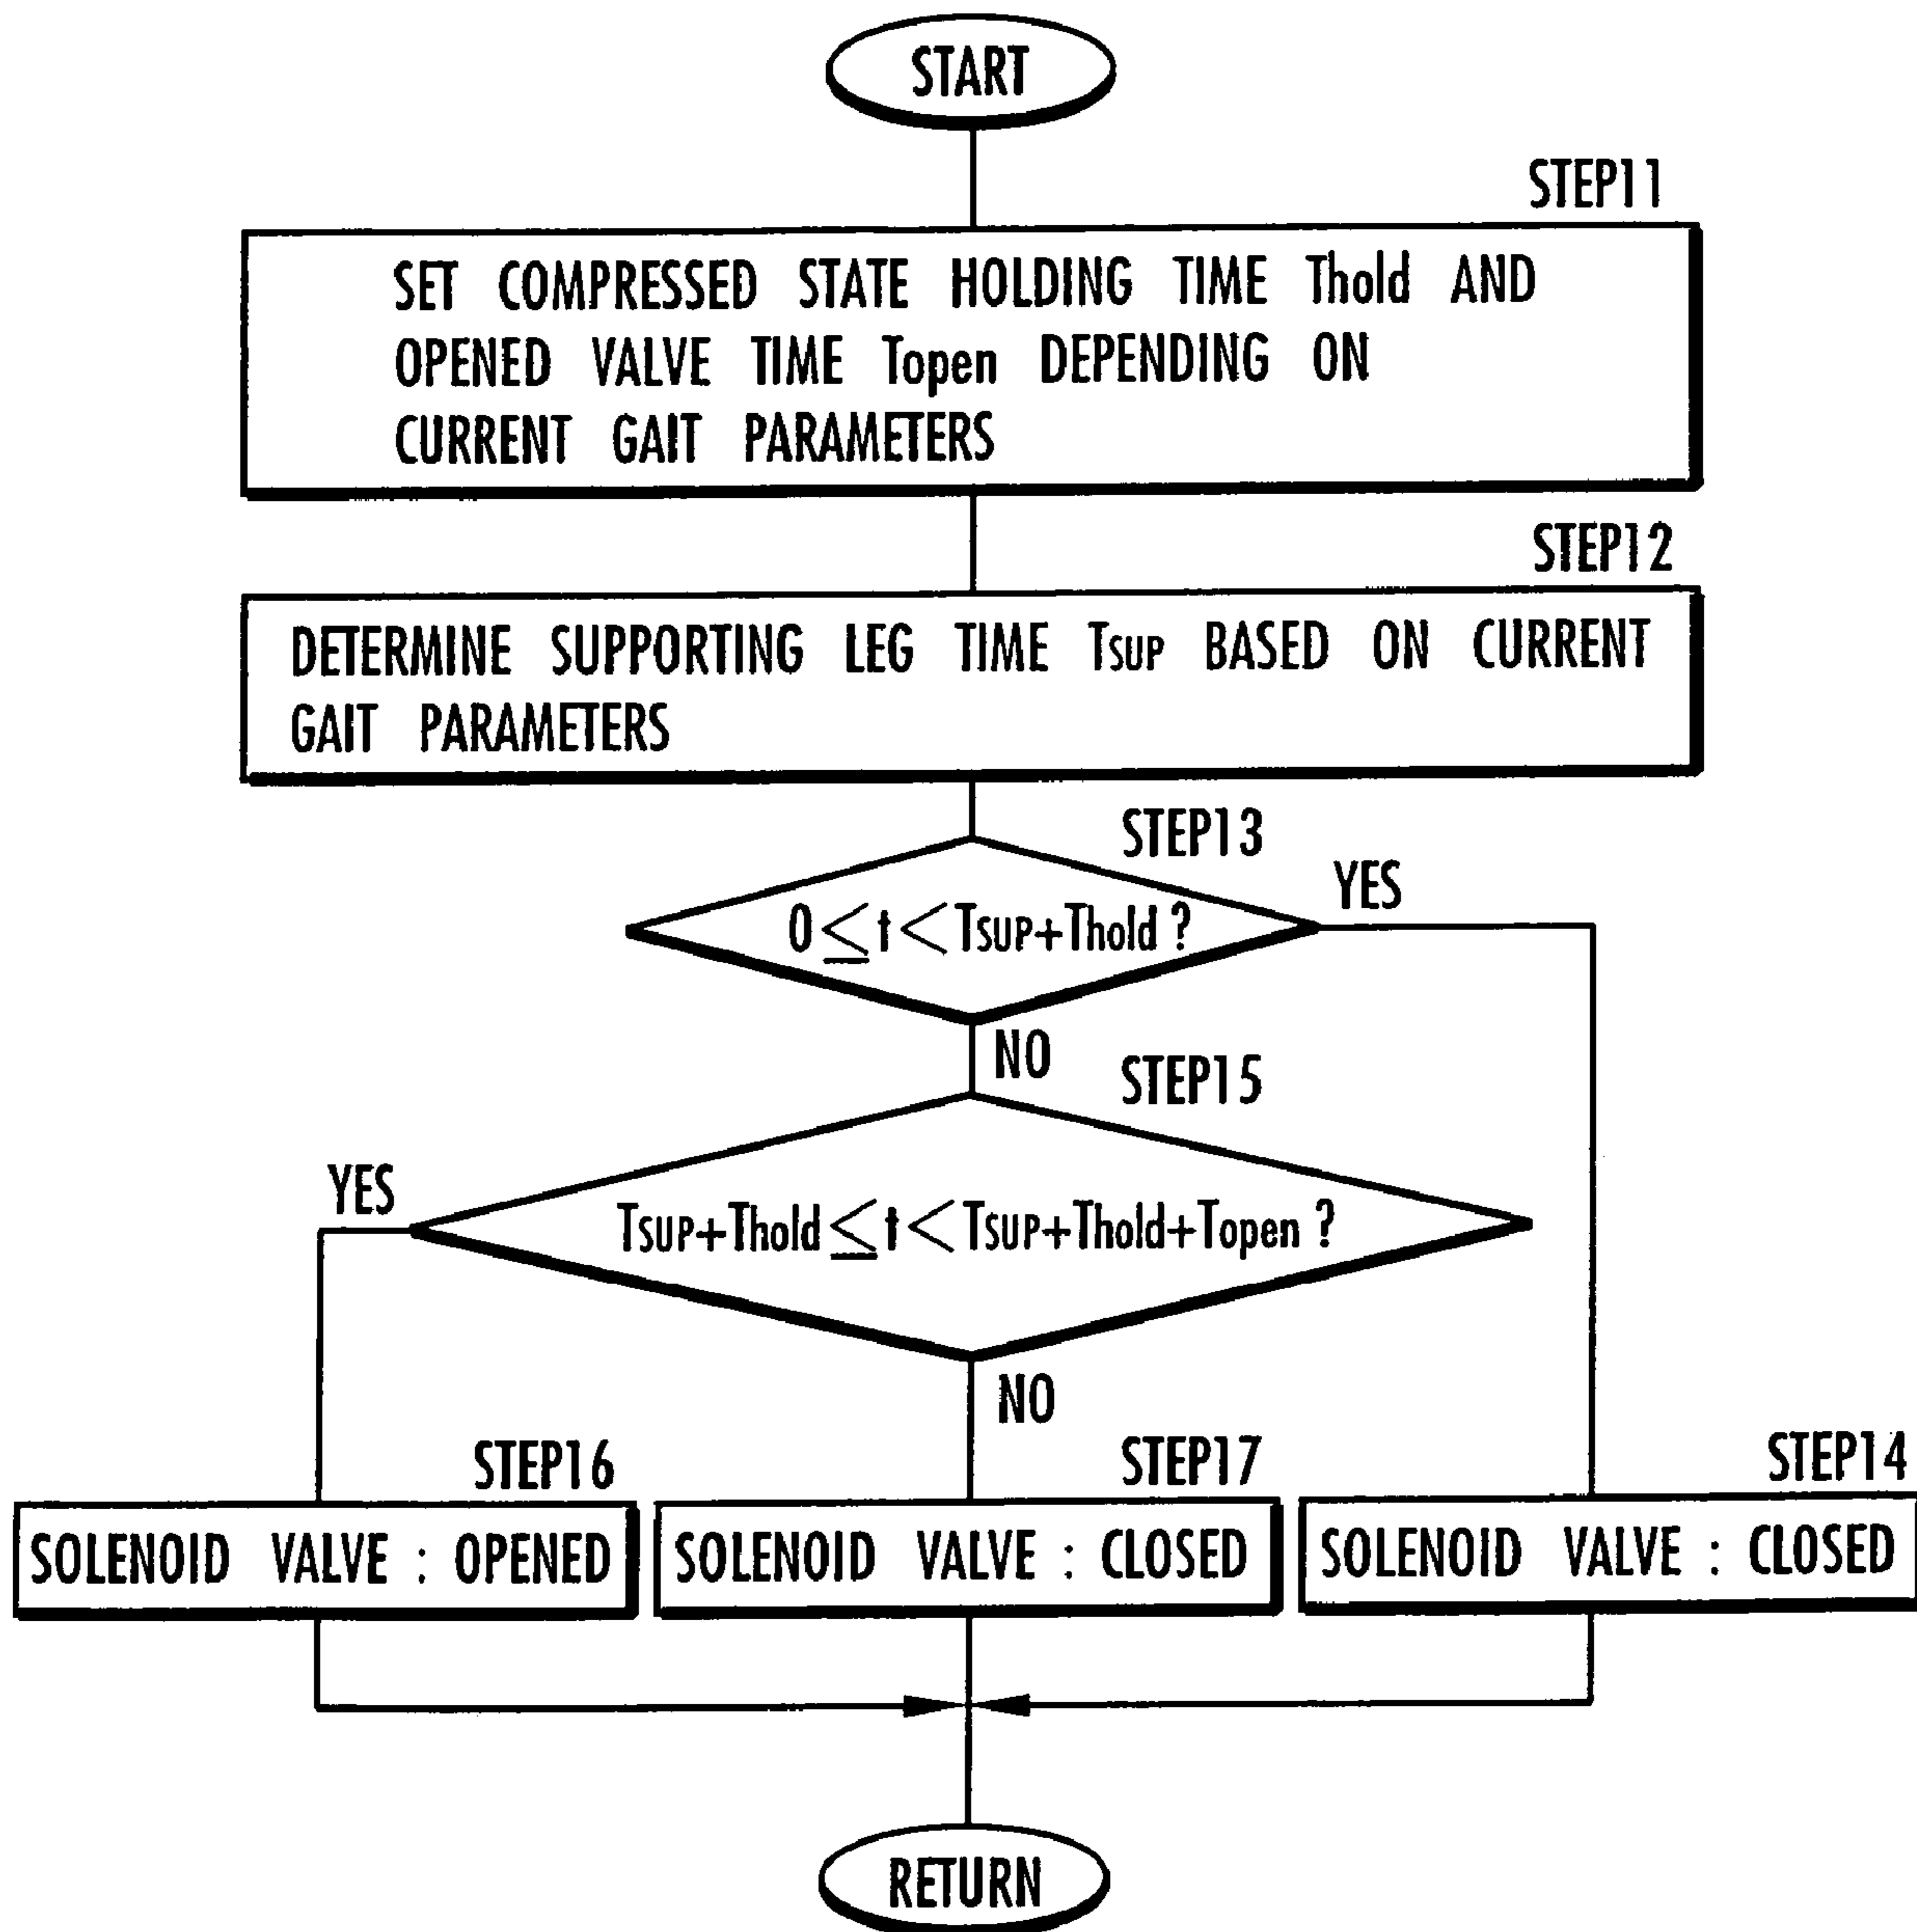 START
STEP11
SET COMPRESSED STATE HOLDING TIME Thold AND
OPENED VALVE TIME Topen DEPENDING ON
CURRENT GAIT PARAMETERS
STEP12
DETERMINE SUPPORTING LEG TIME TSUP BASED ON CURRENT
GAIT PARAMETERS
STEP13
YES
0≦t<TSUP+Thold ?
NO
STEP15
YES
TSUP+Thold≦t<TSUP+Thold+Topen ?
NO
STEP16
STEP17
STEP14
SOLENOID VALVE : OPENED
SOLENOID VALVE : CLOSED
SOLENOID VALVE : CLOSED
RETURN